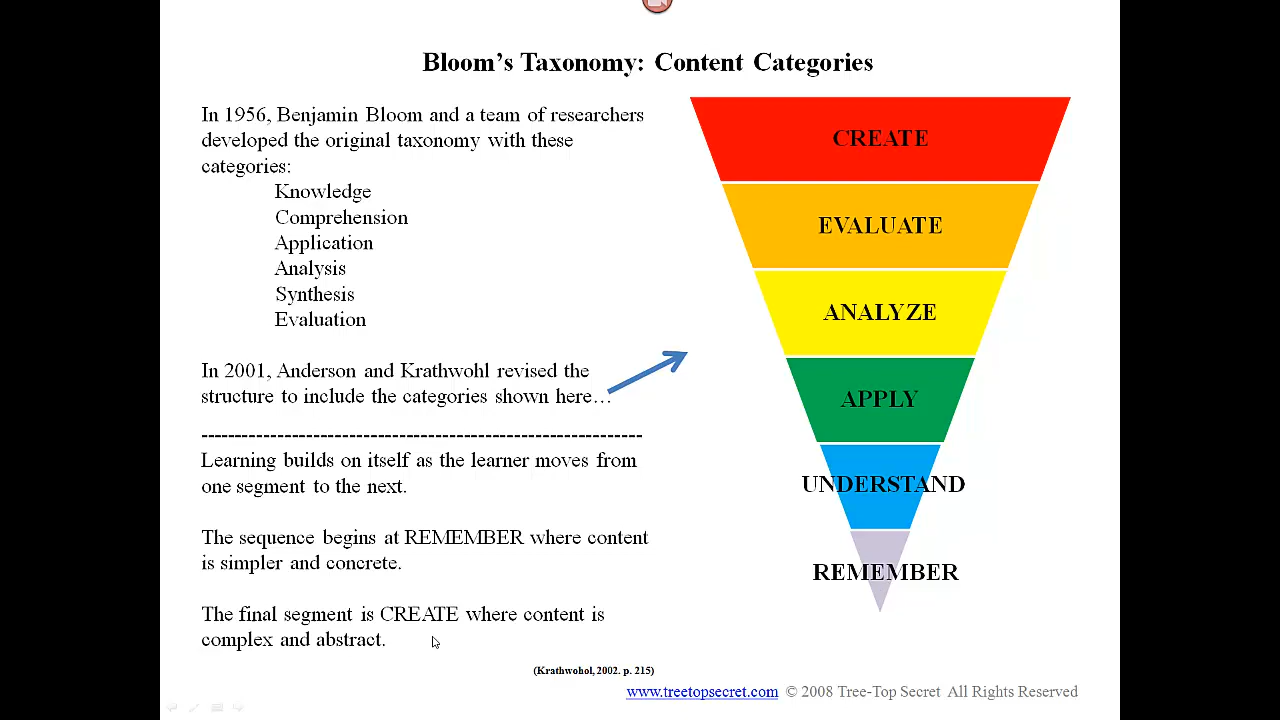 Bloom's Taxonomy: Content Categories
In 1956, Benjamin Bloom and a team of researchers
developed the original taxonomy with these
categories:
Knowledge
Comprehension
Application
Analysis
Synthesis
Evaluation
In 2001, Anderson and Krathwohl revised the
structure to include the categories shown here…
-------------------------------------------------------------------
Learning builds on itself as the learner moves from
one segment to the next.
The sequence begins at REMEMBER where content
is simpler and concrete.
The final segment is CREATE where content is
complex and abstract.
CREATE
EVALUATE
ANALYZE
APPLY
UNDERSTAND
REMEMBER
(Krathwohol, 2002. p. 215)
www.treetopsecret.com © 2008 Tree-Top Secret All Rights Reserved